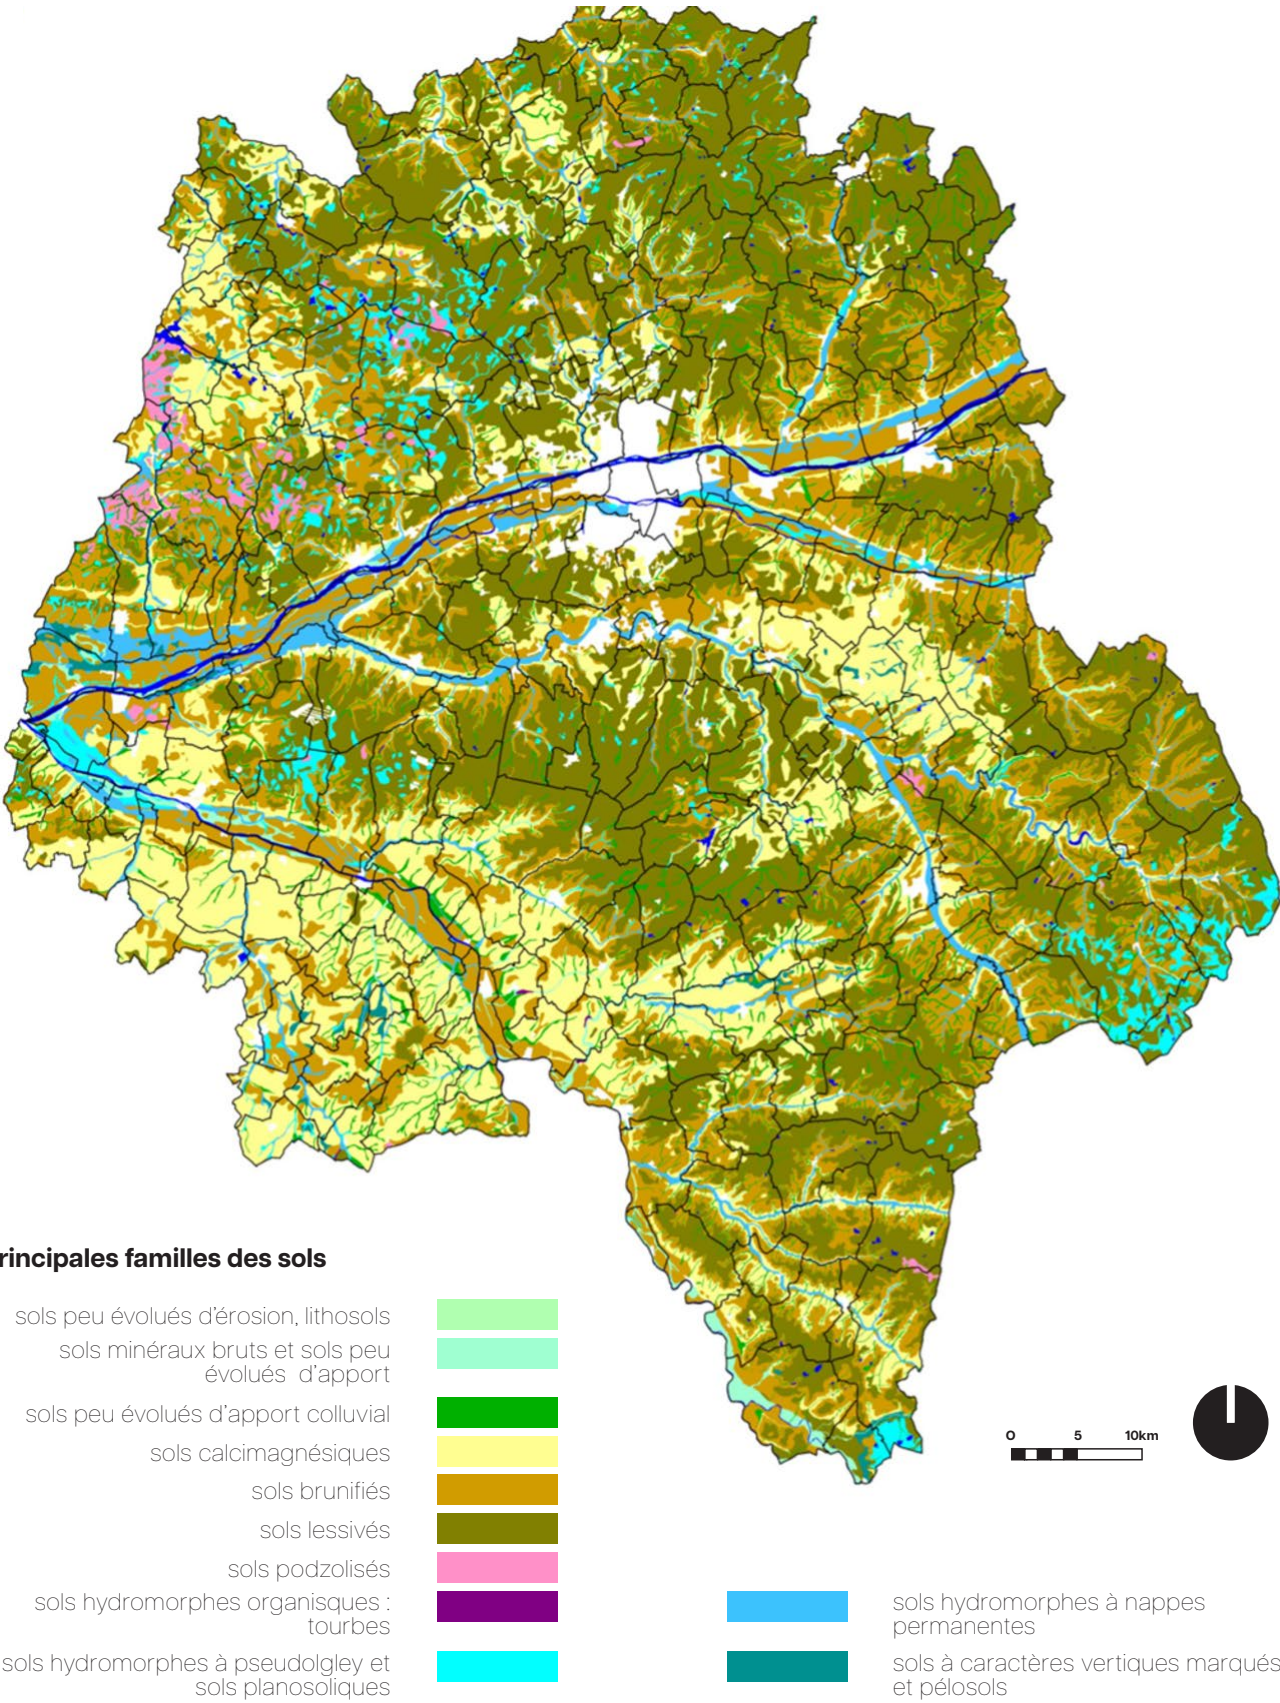 rincipales familles des sols
sols peu évolués d'érosion, lithosols
sols minéraux bruts et sols peu
évolués d'apport
sols peu évolués d'apport colluvial
sols calcimagnésiques
sols brunifiés
sols lessivés
sols podzolisés
sols hydromorphes organisques :
tourbes
sols hydromorphes à pseudolgley et
sols planosoliques
sols hydromorphes à nappes
permanentes
sols à caractères vertiques marqués
et pélosols
0 5 10km